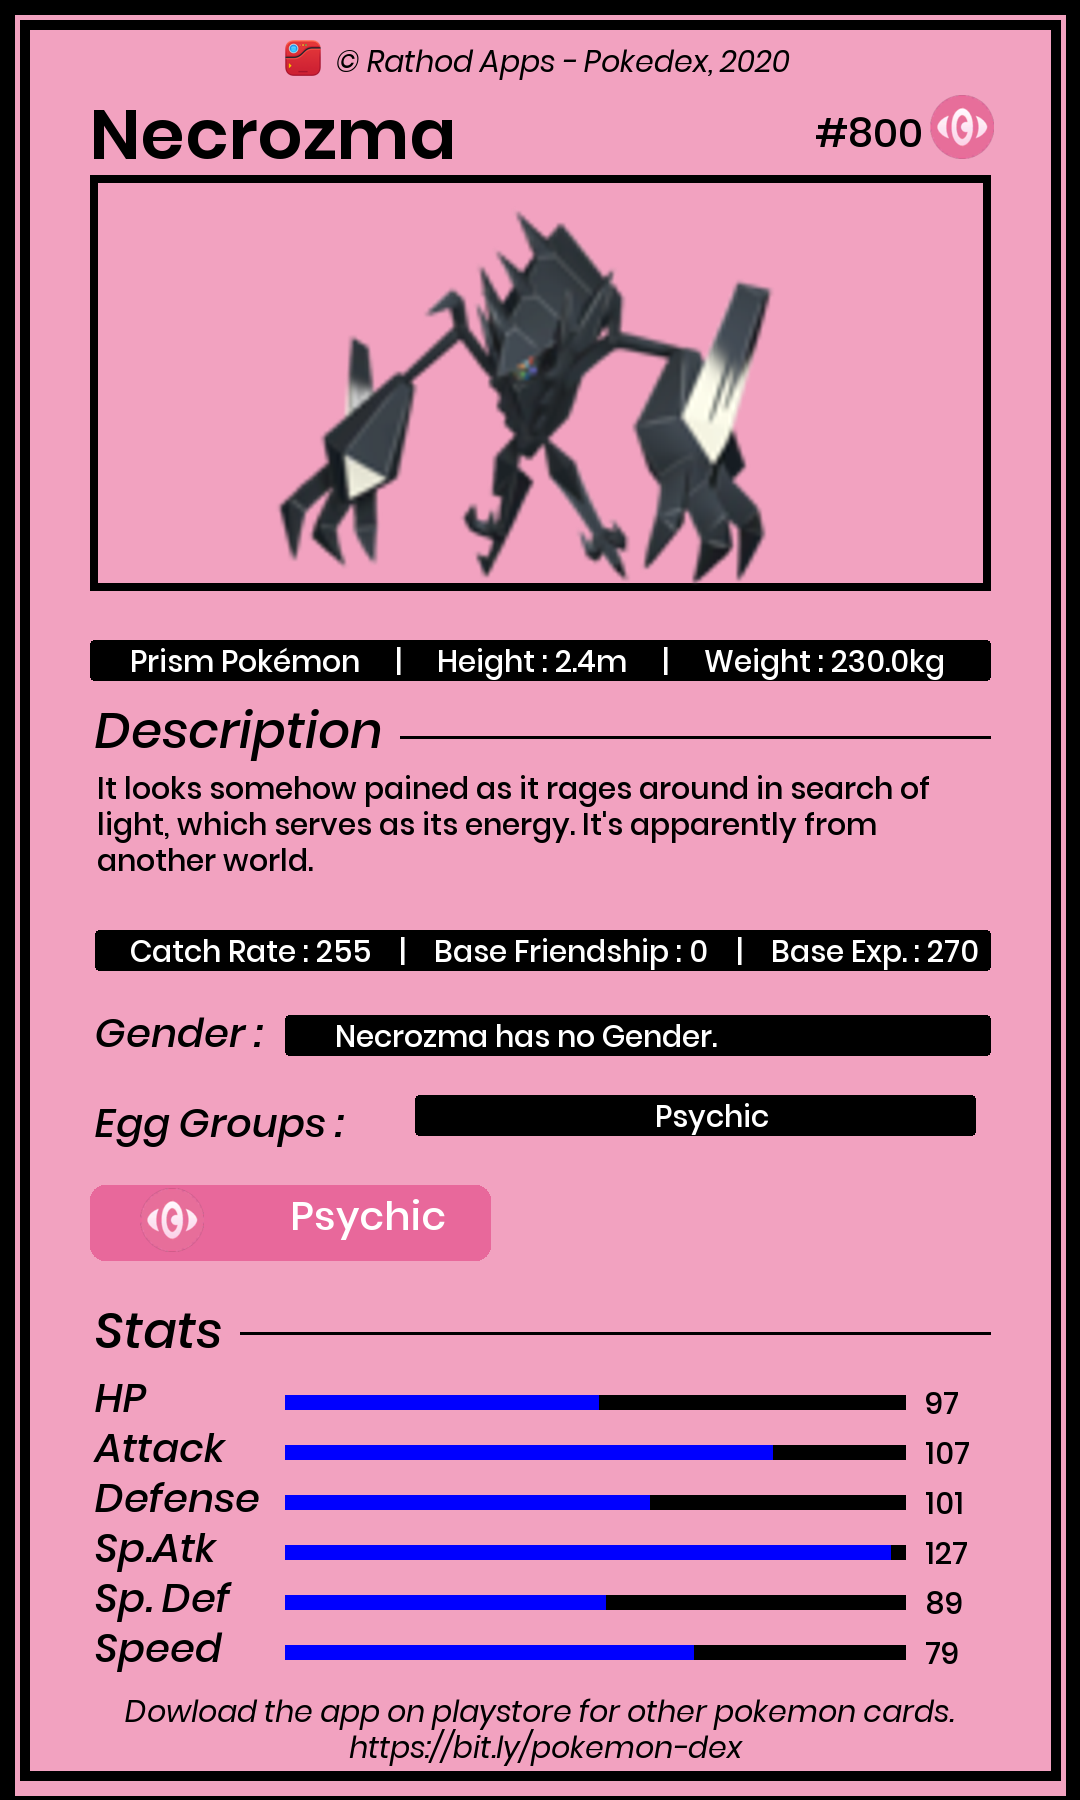 © Rathod Apps - Pokedex, 2020
Necrozma
#800
Prism Pokémon | Height : 2.4m | Weight : 230.0kg
Description
It looks somehow pained as it rages around in search of
light, which serves as its energy. It's apparently from
another world.
Catch Rate : 255 | Base Friendship : 0 | Base Exp. : 270
Gender : Necrozma has no Gender.
Egg Groups : Psychic
Psychic
Stats
HP 97
Attack 107
Defense 101
Sp.Atk 127
Sp. Def 89
Speed 79
Dowload the app on playstore for other pokemon cards.
https://bit.ly/pokemon-dex